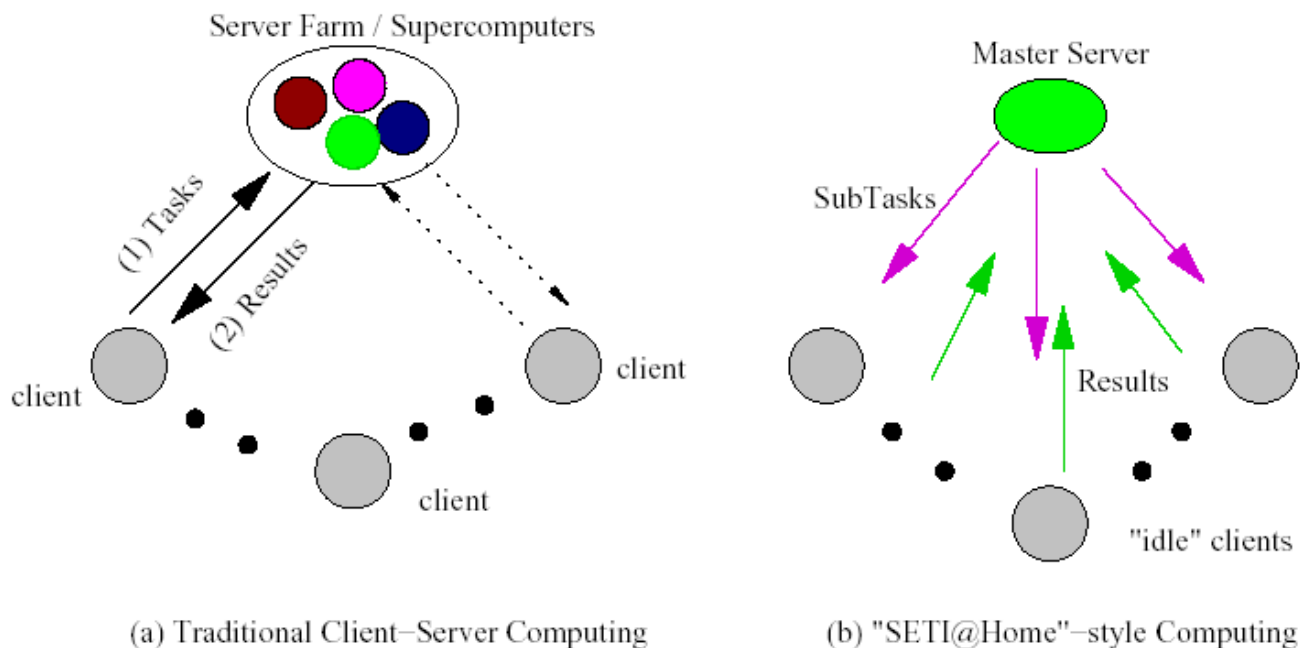 Server Farm / Supercomputers
(1) Tasks
(2) Results
client
client
client
(a) Traditional Client−Server Computing
Master Server
SubTasks
Results
"idle" clients
(b) "SETI@Home"−style Computing